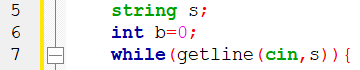 5 string s;
6 int b=0;
7 while(getline(cin,s)){